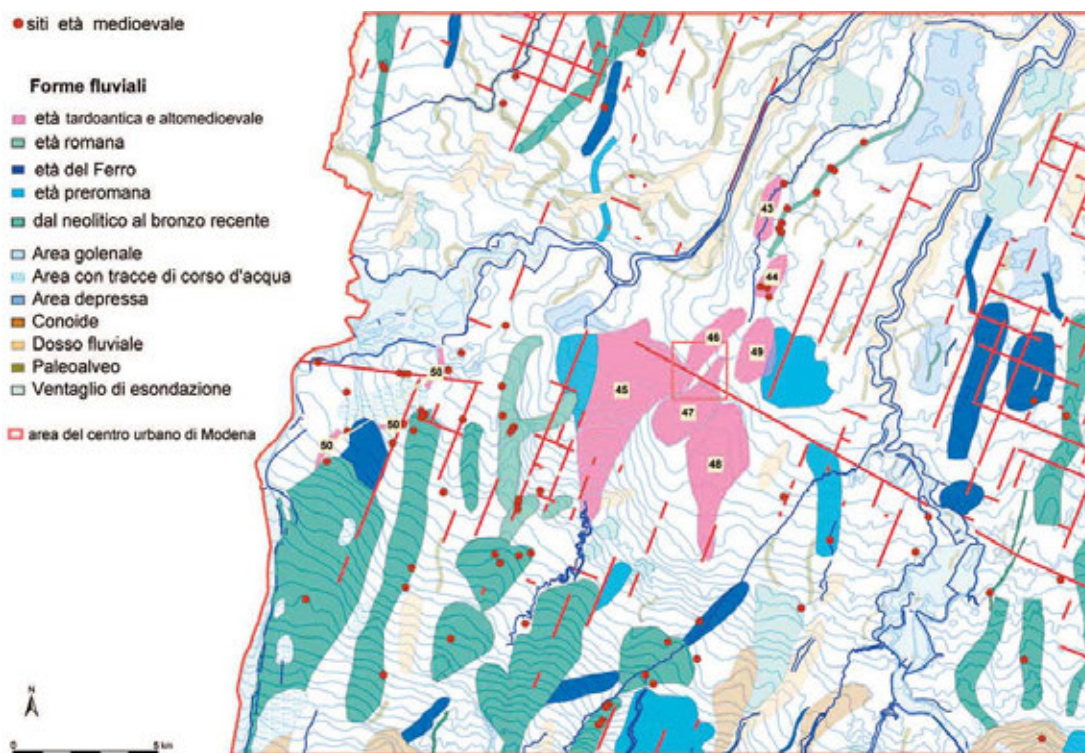 siti età medioevale
Forme fluviali
età tardoantica e altomedioevale
età romana
età del Ferro
età preromana
dal neolitico al bronzo recente
Area golenale
Area con tracce di corso d'acqua
Area depressa
Conoide
Dosso fluviale
Paleoalveo
Ventaglio di esondazione
area del centro urbano di Modena
43
44
46
49
45
50
47
50
50
48
N
0 5 km